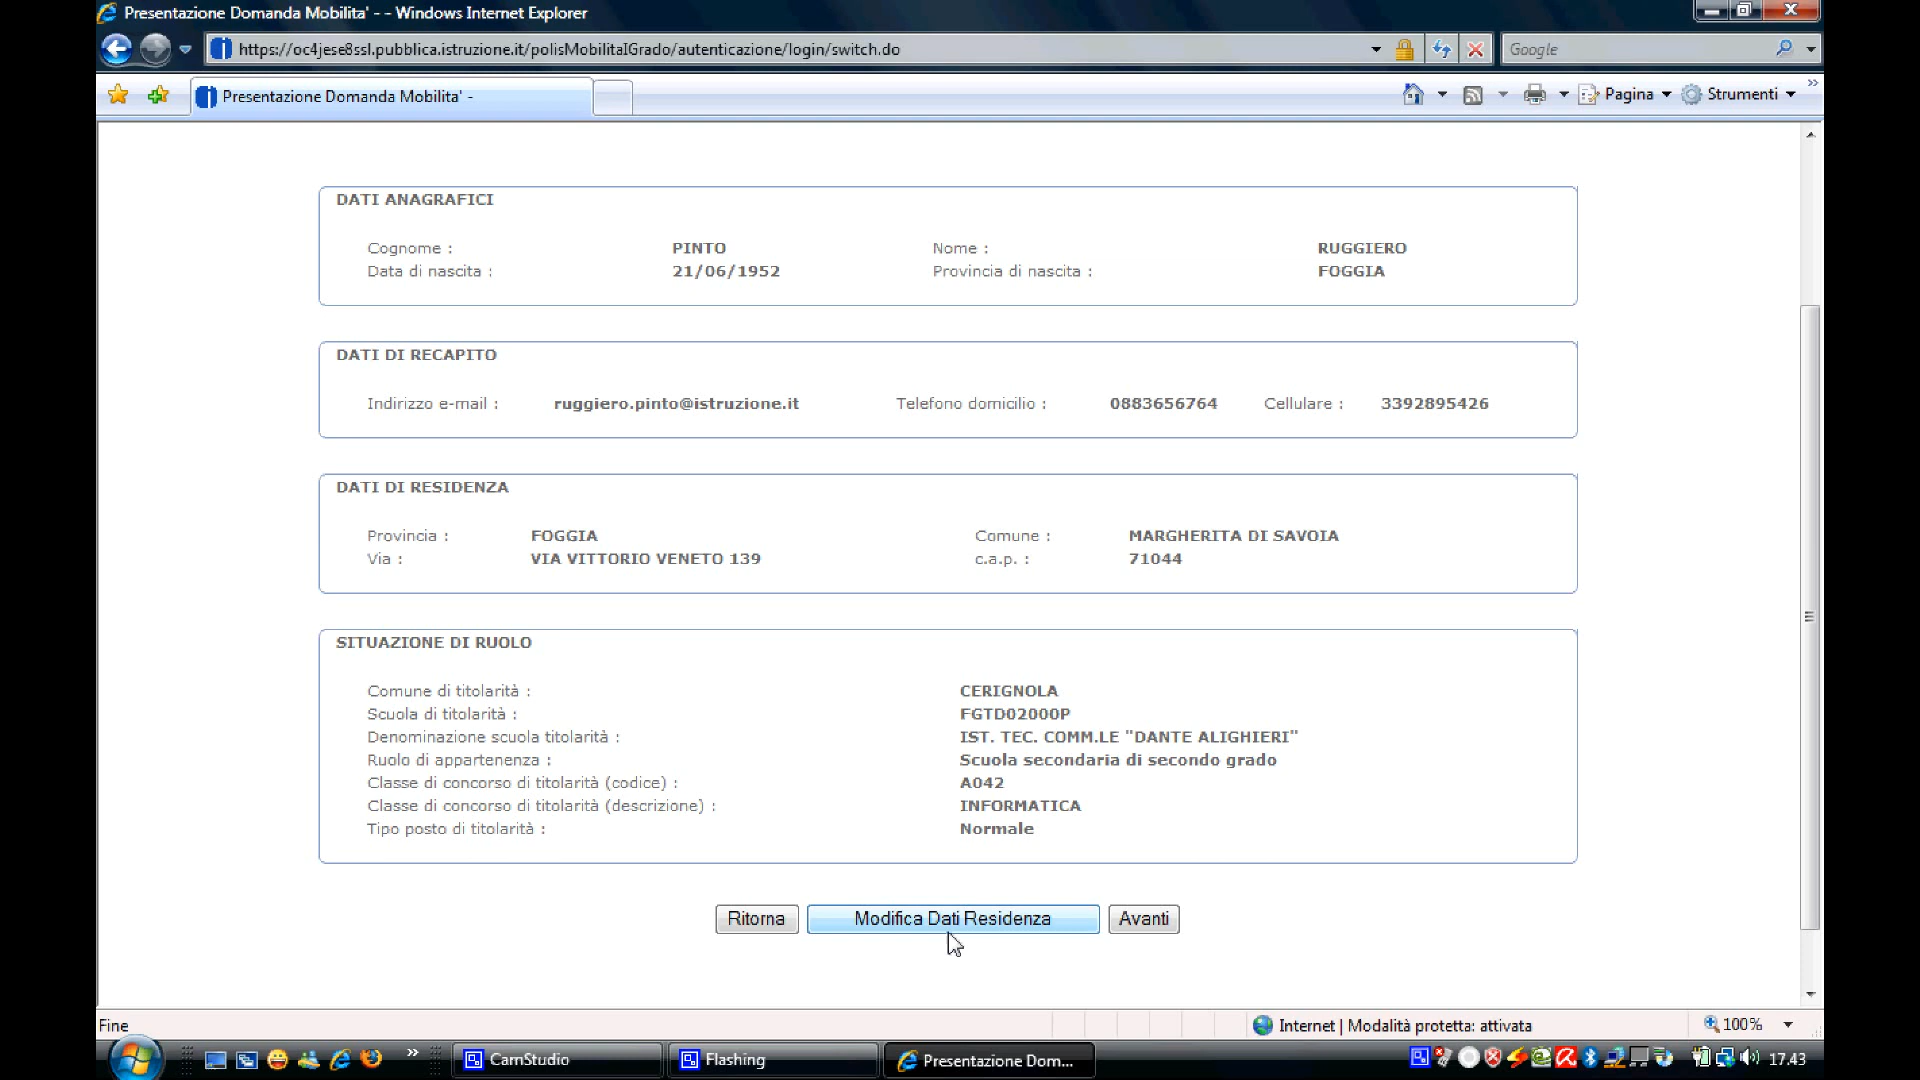 Presentazione Domanda Mobilita' - - Windows Internet Explorer
https://oc4jese8ssl.pubblica.istruzione.it/polisMobilitaIGrado/autenticazione/login/switch.do
Google
Presentazione Domanda Mobilita' -
Pagina
Strumenti
DATI ANAGRAFICI
Cognome : PINTO Nome : RUGGIERO
Data di nascita : 21/06/1952 Provincia di nascita : FOGGIA
DATI DI RECAPITO
Indirizzo e-mail : ruggiero.pinto@istruzione.it Telefono domicilio : 0883656764 Cellulare : 3392895426
DATI DI RESIDENZA
Provincia : FOGGIA Comune : MARGHERITA DI SAVOIA
Via : VIA VITTORIO VENETO 139 c.a.p. : 71044
SITUAZIONE DI RUOLO
Comune di titolarità : CERIGNOLA
Scuola di titolarità : FGTD02000P
Denominazione scuola titolarità : IST. TEC. COMM.LE "DANTE ALIGHIERI"
Ruolo di appartenenza : Scuola secondaria di secondo grado
Classe di concorso di titolarità (codice) : A042
Classe di concorso di titolarità (descrizione) : INFORMATICA
Tipo posto di titolarità : Normale
Ritorna Modifica Dati Residenza Avanti
Fine Internet | Modalità protetta: attivata 100%
CamStudio Flashing Presentazione Dom... 17.43